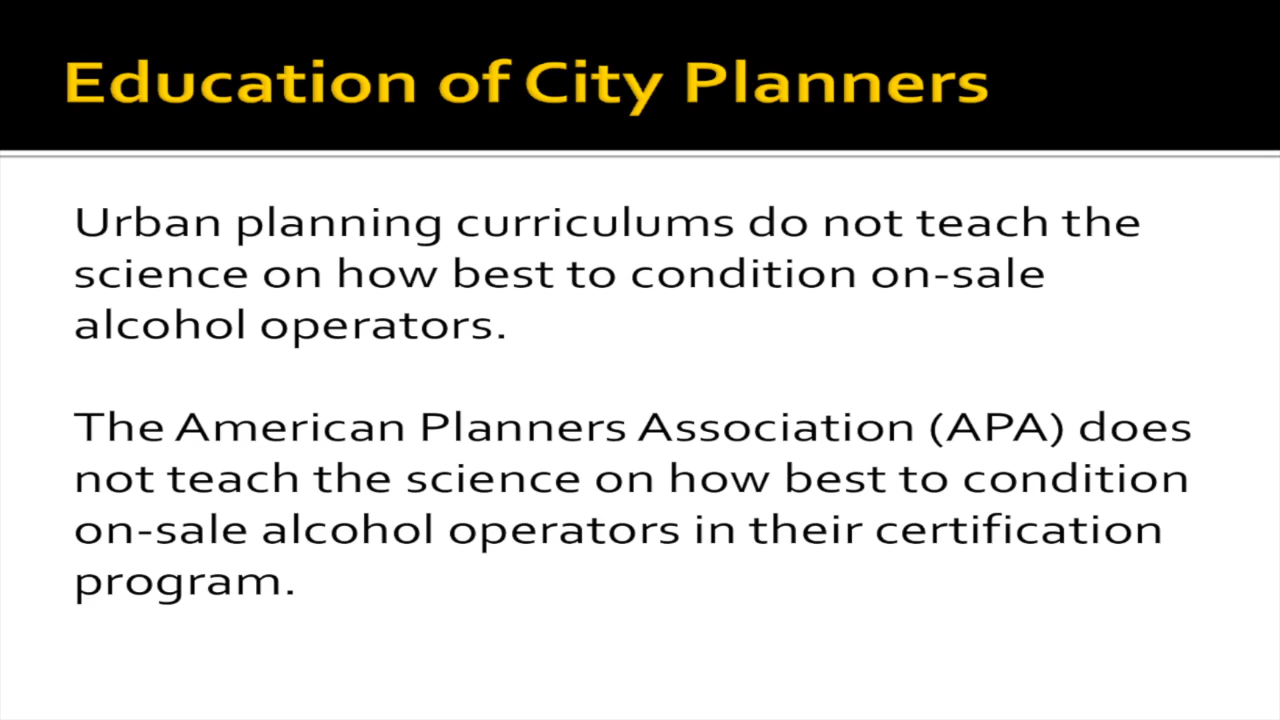 Education of City Planners
Urban planning curriculums do not teach the
science on how best to condition on-sale
alcohol operators.
The American Planners Association (APA) does
not teach the science on how best to condition
on-sale alcohol operators in their certification
program.